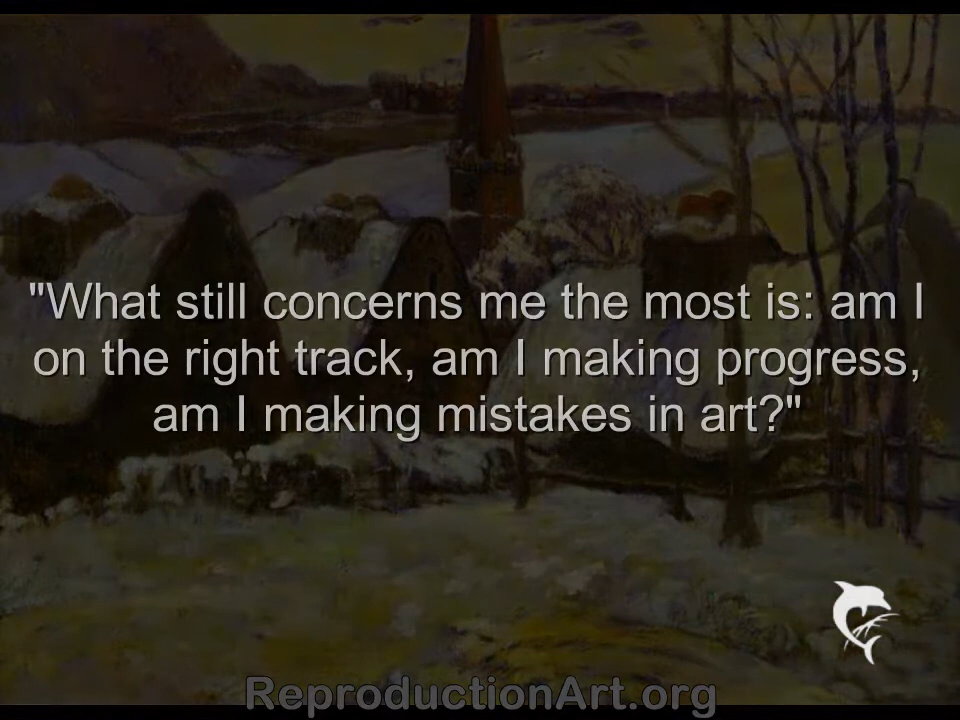 "What still concerns me the most is: am I
on the right track, am I making progress,
am I making mistakes in art?"
ReproductionArt.org